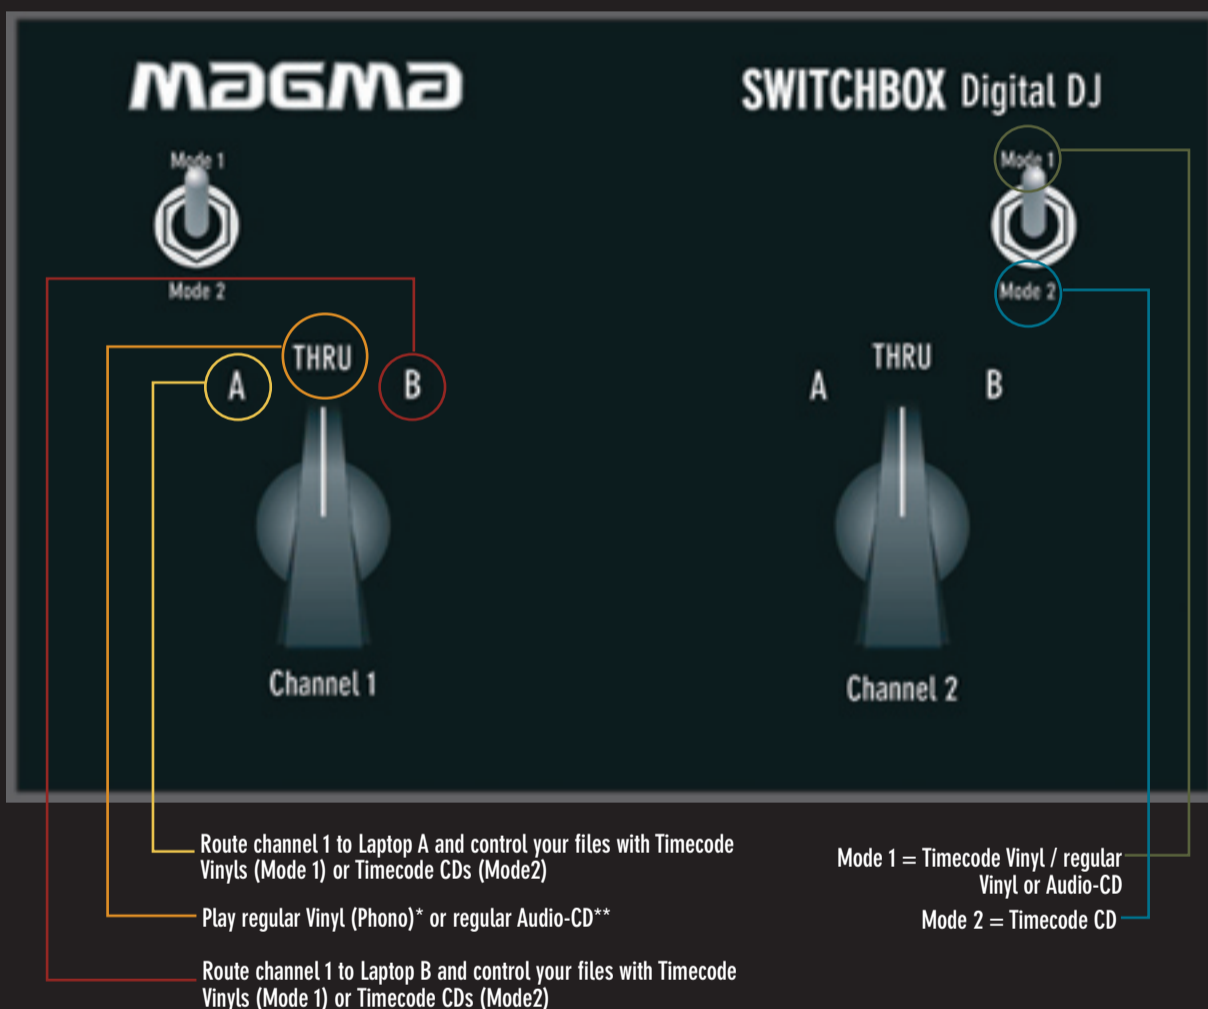 magma
SWITCHBOX Digital DJ
Mode 1
Mode 2
A
THRU
B
Channel 1
Mode 1
Mode 2
A
THRU
B
Channel 2
Route channel 1 to Laptop A and control your files with Timecode
Vinyls (Mode 1) or Timecode CDs (Mode2)
Play regular Vinyl (Phono)* or regular Audio-CD**
Route channel 1 to Laptop B and control your files with Timecode
Vinyls (Mode 1) or Timecode CDs (Mode2)
Mode 1 = Timecode Vinyl / regular
Vinyl or Audio-CD
Mode 2 = Timecode CD